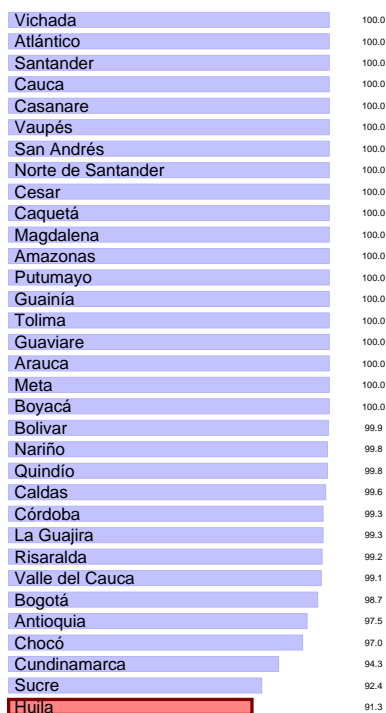 Vichada 100.0
Atlántico 100.0
Santander 100.0
Cauca 100.0
Casanare 100.0
Vaupés 100.0
San Andrés 100.0
Norte de Santander 100.0
Cesar 100.0
Caquetá 100.0
Magdalena 100.0
Amazonas 100.0
Putumayo 100.0
Guainía 100.0
Tolima 100.0
Guaviare 100.0
Arauca 100.0
Meta 100.0
Boyacá 100.0
Bolivar 99.9
Nariño 99.8
Quindío 99.8
Caldas 99.6
Córdoba 99.3
La Guajira 99.3
Risaralda 99.2
Valle del Cauca 99.1
Bogotá 98.7
Antioquia 97.5
Chocó 97.0
Cundinamarca 94.3
Sucre 92.4
Huila 91.3